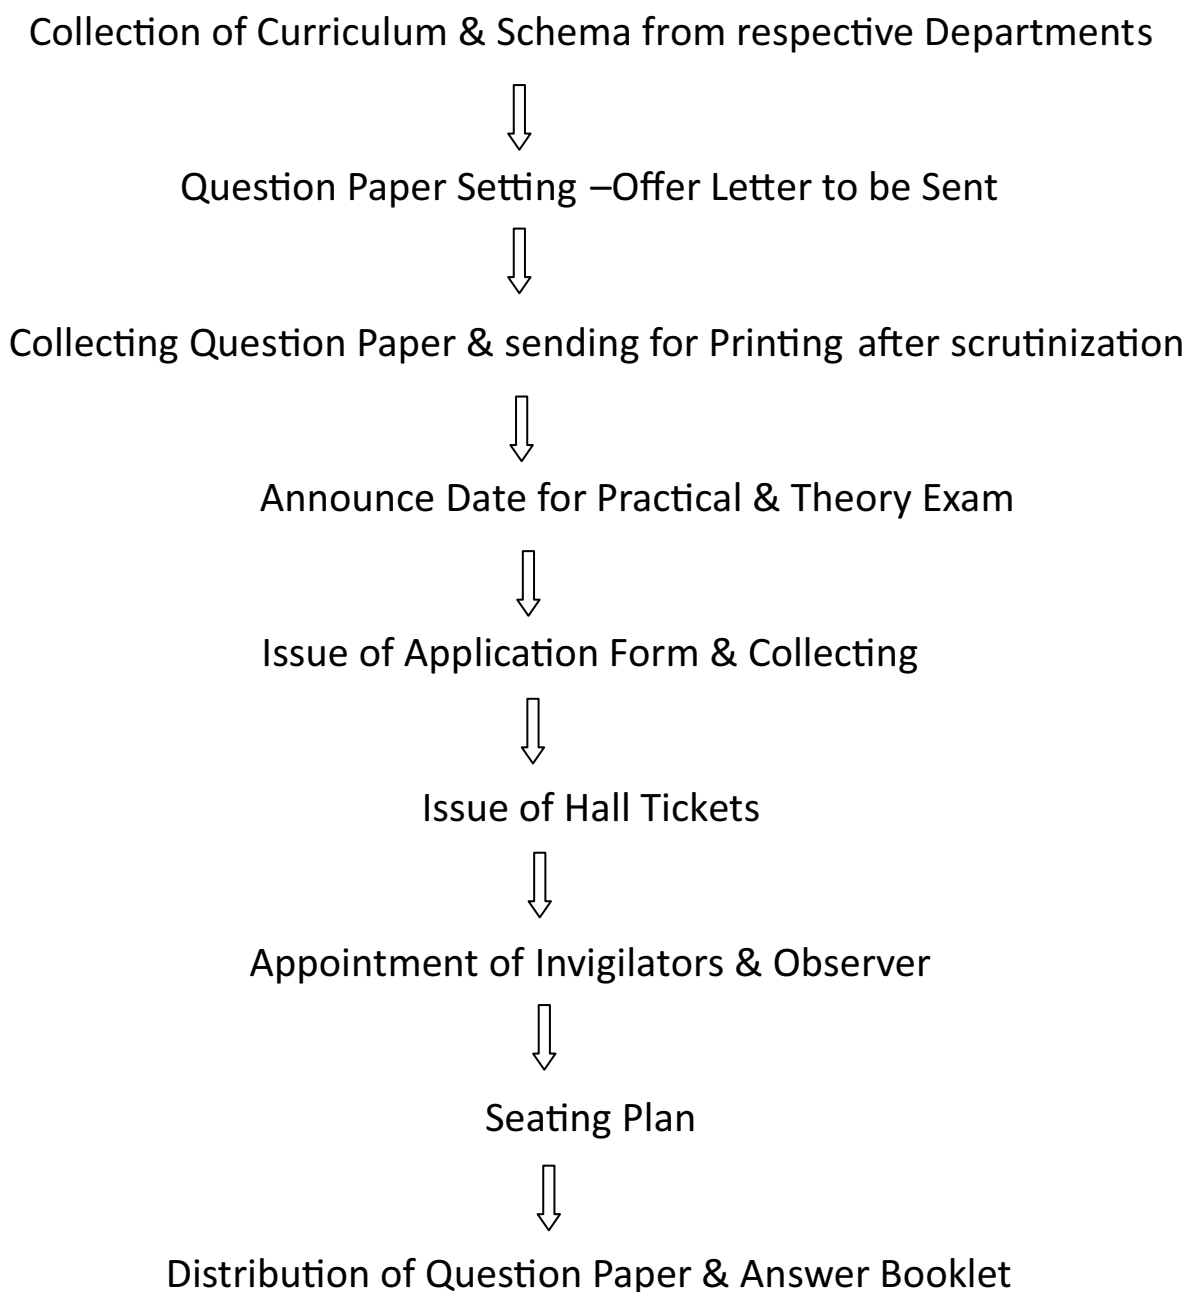 Collection of Curriculum & Schema from respective Departments
Question Paper Setting –Offer Letter to be Sent
Collecting Question Paper & sending for Printing after scrutinization
Announce Date for Practical & Theory Exam
Issue of Application Form & Collecting
Issue of Hall Tickets
Appointment of Invigilators & Observer
Seating Plan
Distribution of Question Paper & Answer Booklet